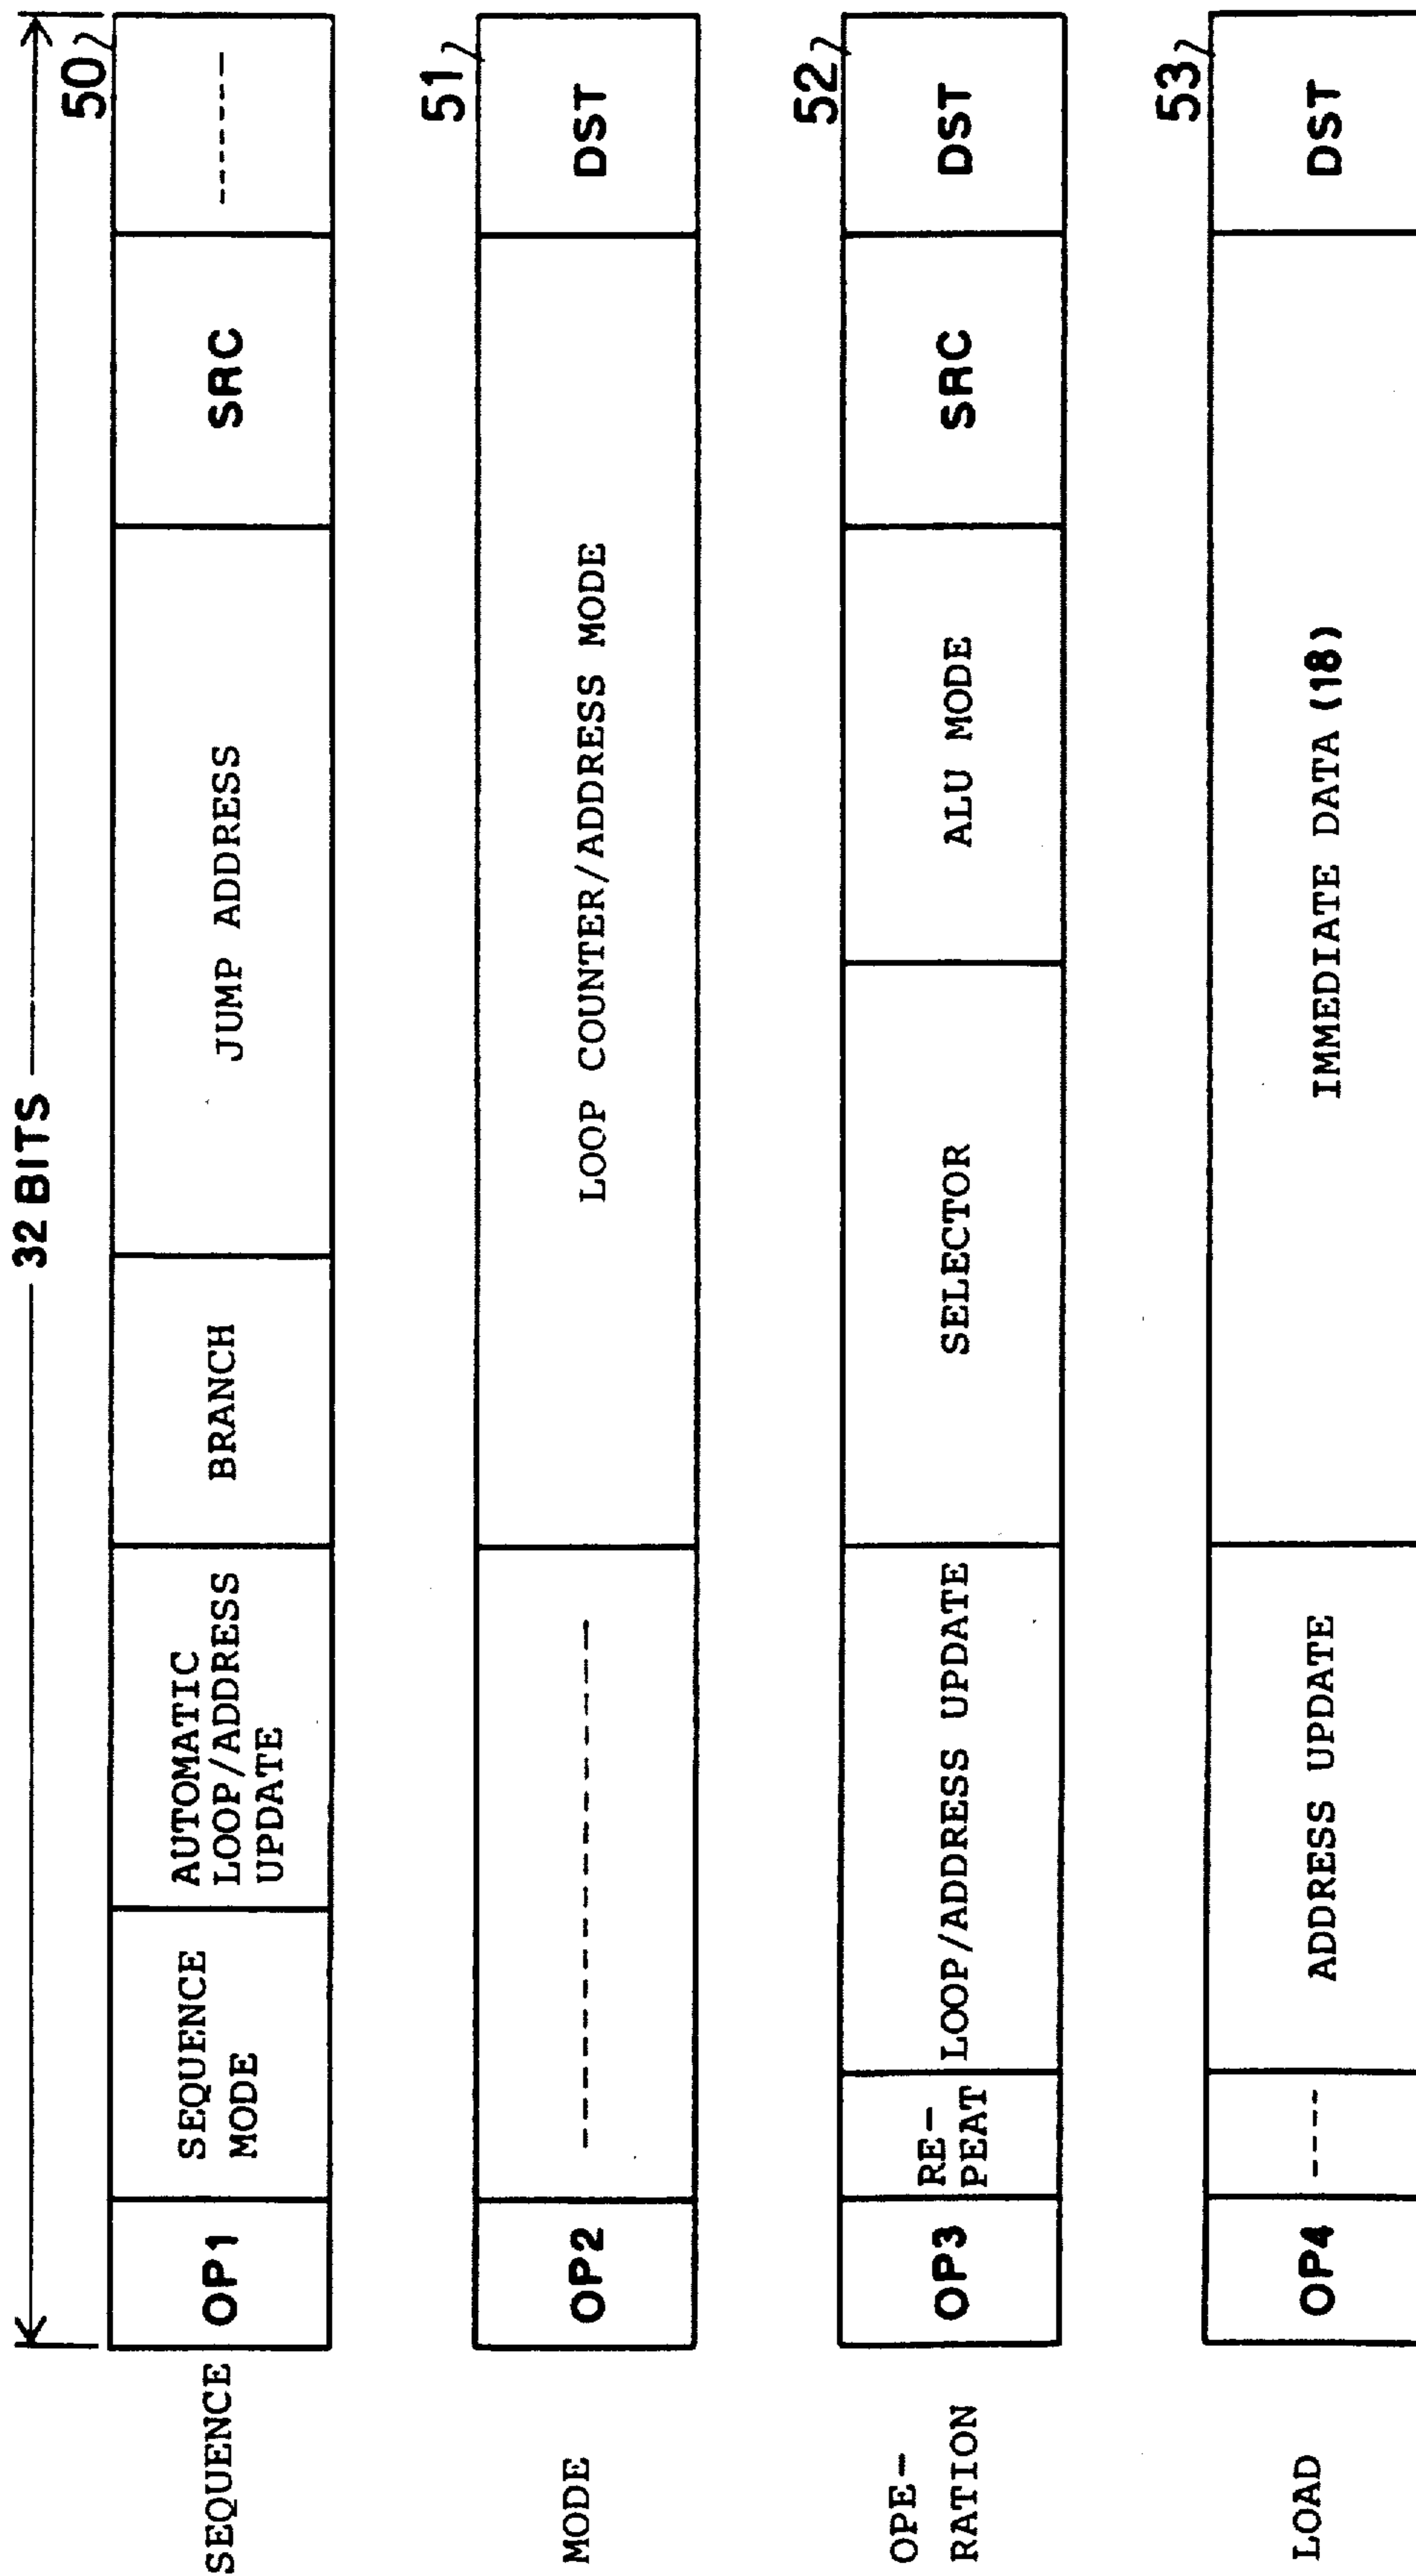 32 BITS
50
SEQUENCE
OP1
SEQUENCE
MODE
AUTOMATIC
LOOP/ADDRESS
UPDATE
BRANCH
JUMP ADDRESS
SRC
51
MODE
OP2
LOOP COUNTER/ADDRESS MODE
DST
52
OPE-
RATION
OP3
RE-
PEAT
LOOP/ADDRESS UPDATE
SELECTOR
ALU MODE
SRC
DST
53
LOAD
OP4
ADDRESS UPDATE
IMMEDIATE DATA (18)
DST